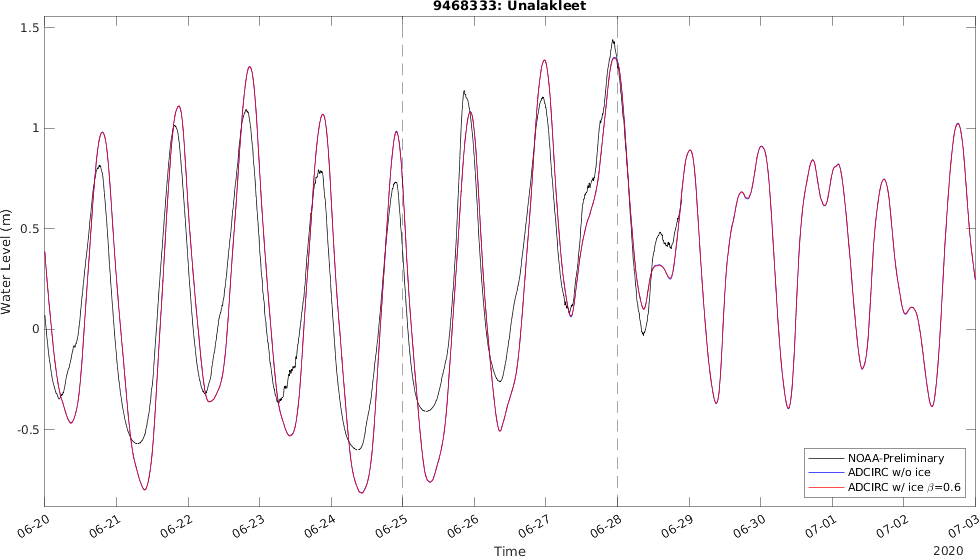 9468333: Unalakleet
1.5
1
0.5
0
-0.5
Water Level (m)
NOAA-Preliminary
ADCIRC w/o ice
ADCIRC w/ ice β=0.6
06-20 06-21 06-22 06-23 06-24 06-25 06-26 06-27 06-28 06-29 06-30 07-01 07-02 07-03
Time
2020